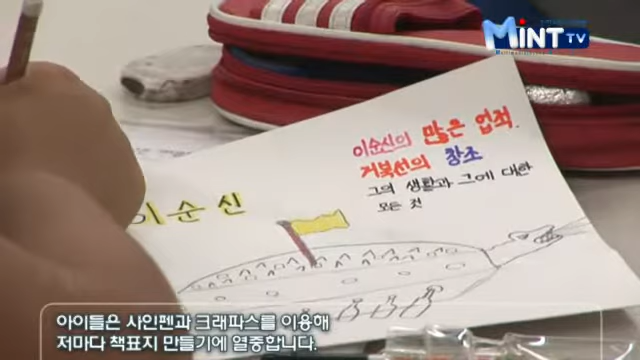 MINT TV
이순신의 많은 업적.
거북선의 창조
그의 생활과 그에 대한
모든 것
이순신
아이들은 사인펜과 크래파스를 이용해
저마다 책표지 만들기에 열중합니다.